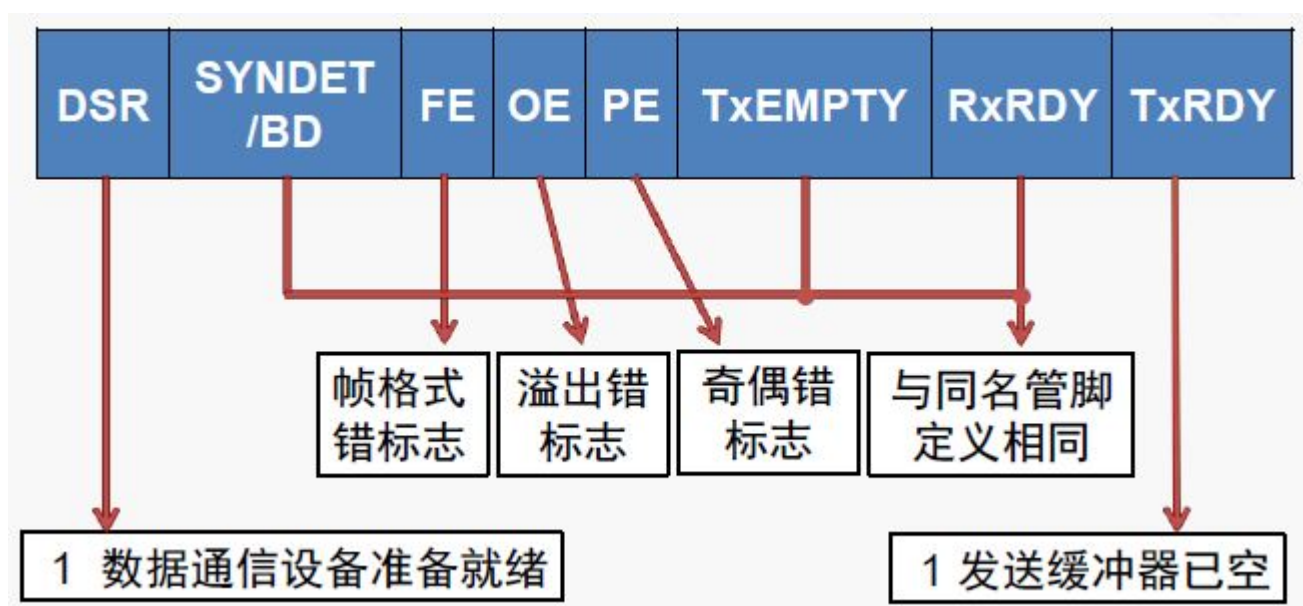 DSR
SYNDET
/BD
FE
OE
PE
TxEMPTY
RxRDY
TxRDY
帧格式
错标志
溢出错
标志
奇偶错
标志
与同名管脚
定义相同
1 数据通信设备准备就绪
1 发送缓冲器已空